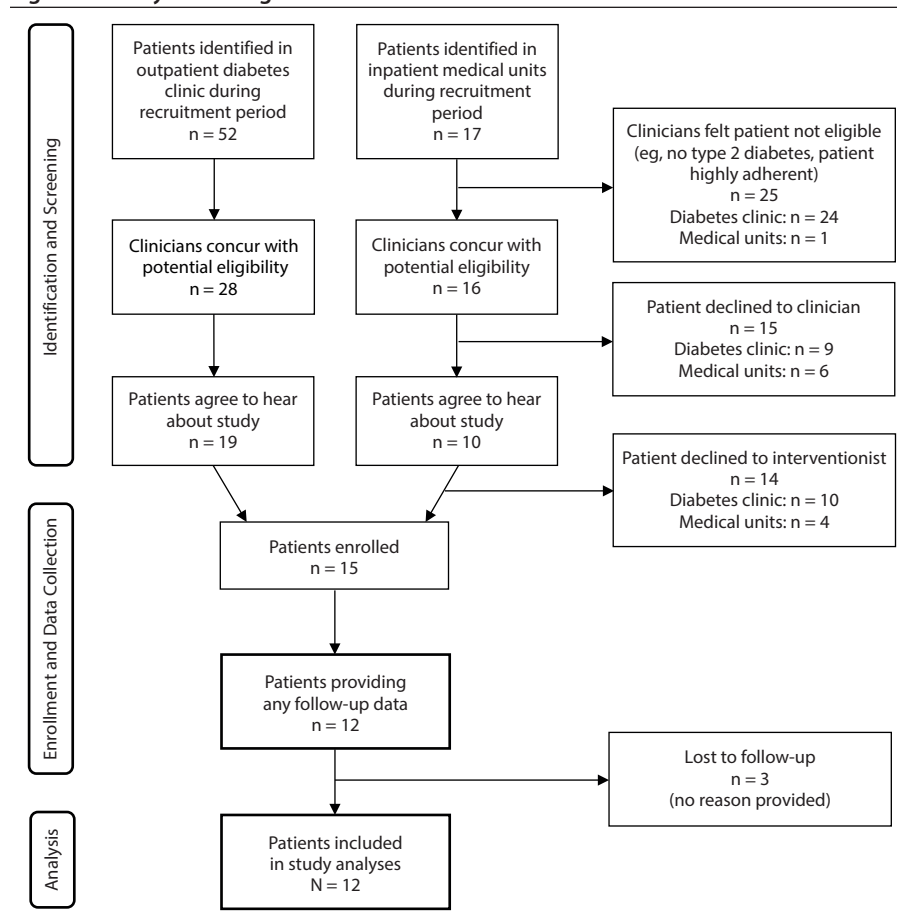 Identification and Screening
Patients identified in
outpatient diabetes
clinic during
recruitment period
n = 52
Patients identified in
inpatient medical units
during recruitment
period
n = 17
Clinicians felt patient not eligible
(eg, no type 2 diabetes, patient
highly adherent)
n = 25
Diabetes clinic: n = 24
Medical units: n = 1
Clinicians concur with
potential eligibility
n = 28
Clinicians concur with
potential eligibility
n = 16
Patient declined to clinician
n = 15
Diabetes clinic: n = 9
Medical units: n = 6
Patients agree to hear
about study
n = 19
Patients agree to hear
about study
n = 10
Patient declined to interventionist
n = 14
Diabetes clinic: n = 10
Medical units: n = 4
Enrollment and Data Collection
Patients enrolled
n = 15
Patients providing
any follow-up data
n = 12
Lost to follow-up
n = 3
(no reason provided)
Analysis
Patients included
in study analyses
N = 12